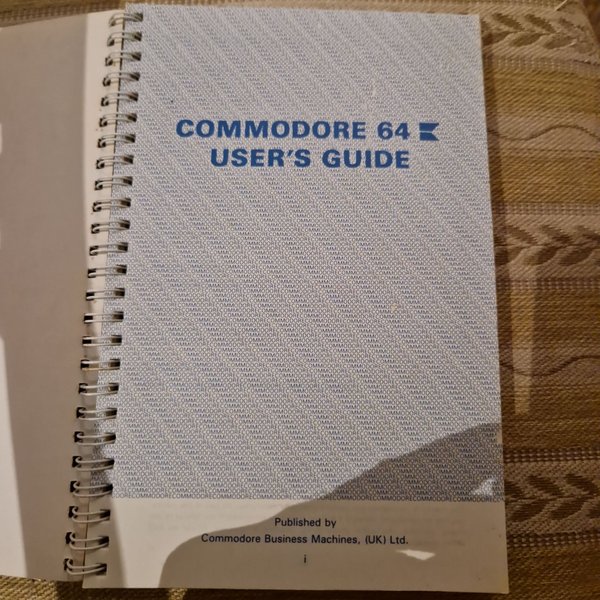 COMMODORE 64
USER'S GUIDE
Published by
Commodore Business Machines, (UK) Ltd.
i